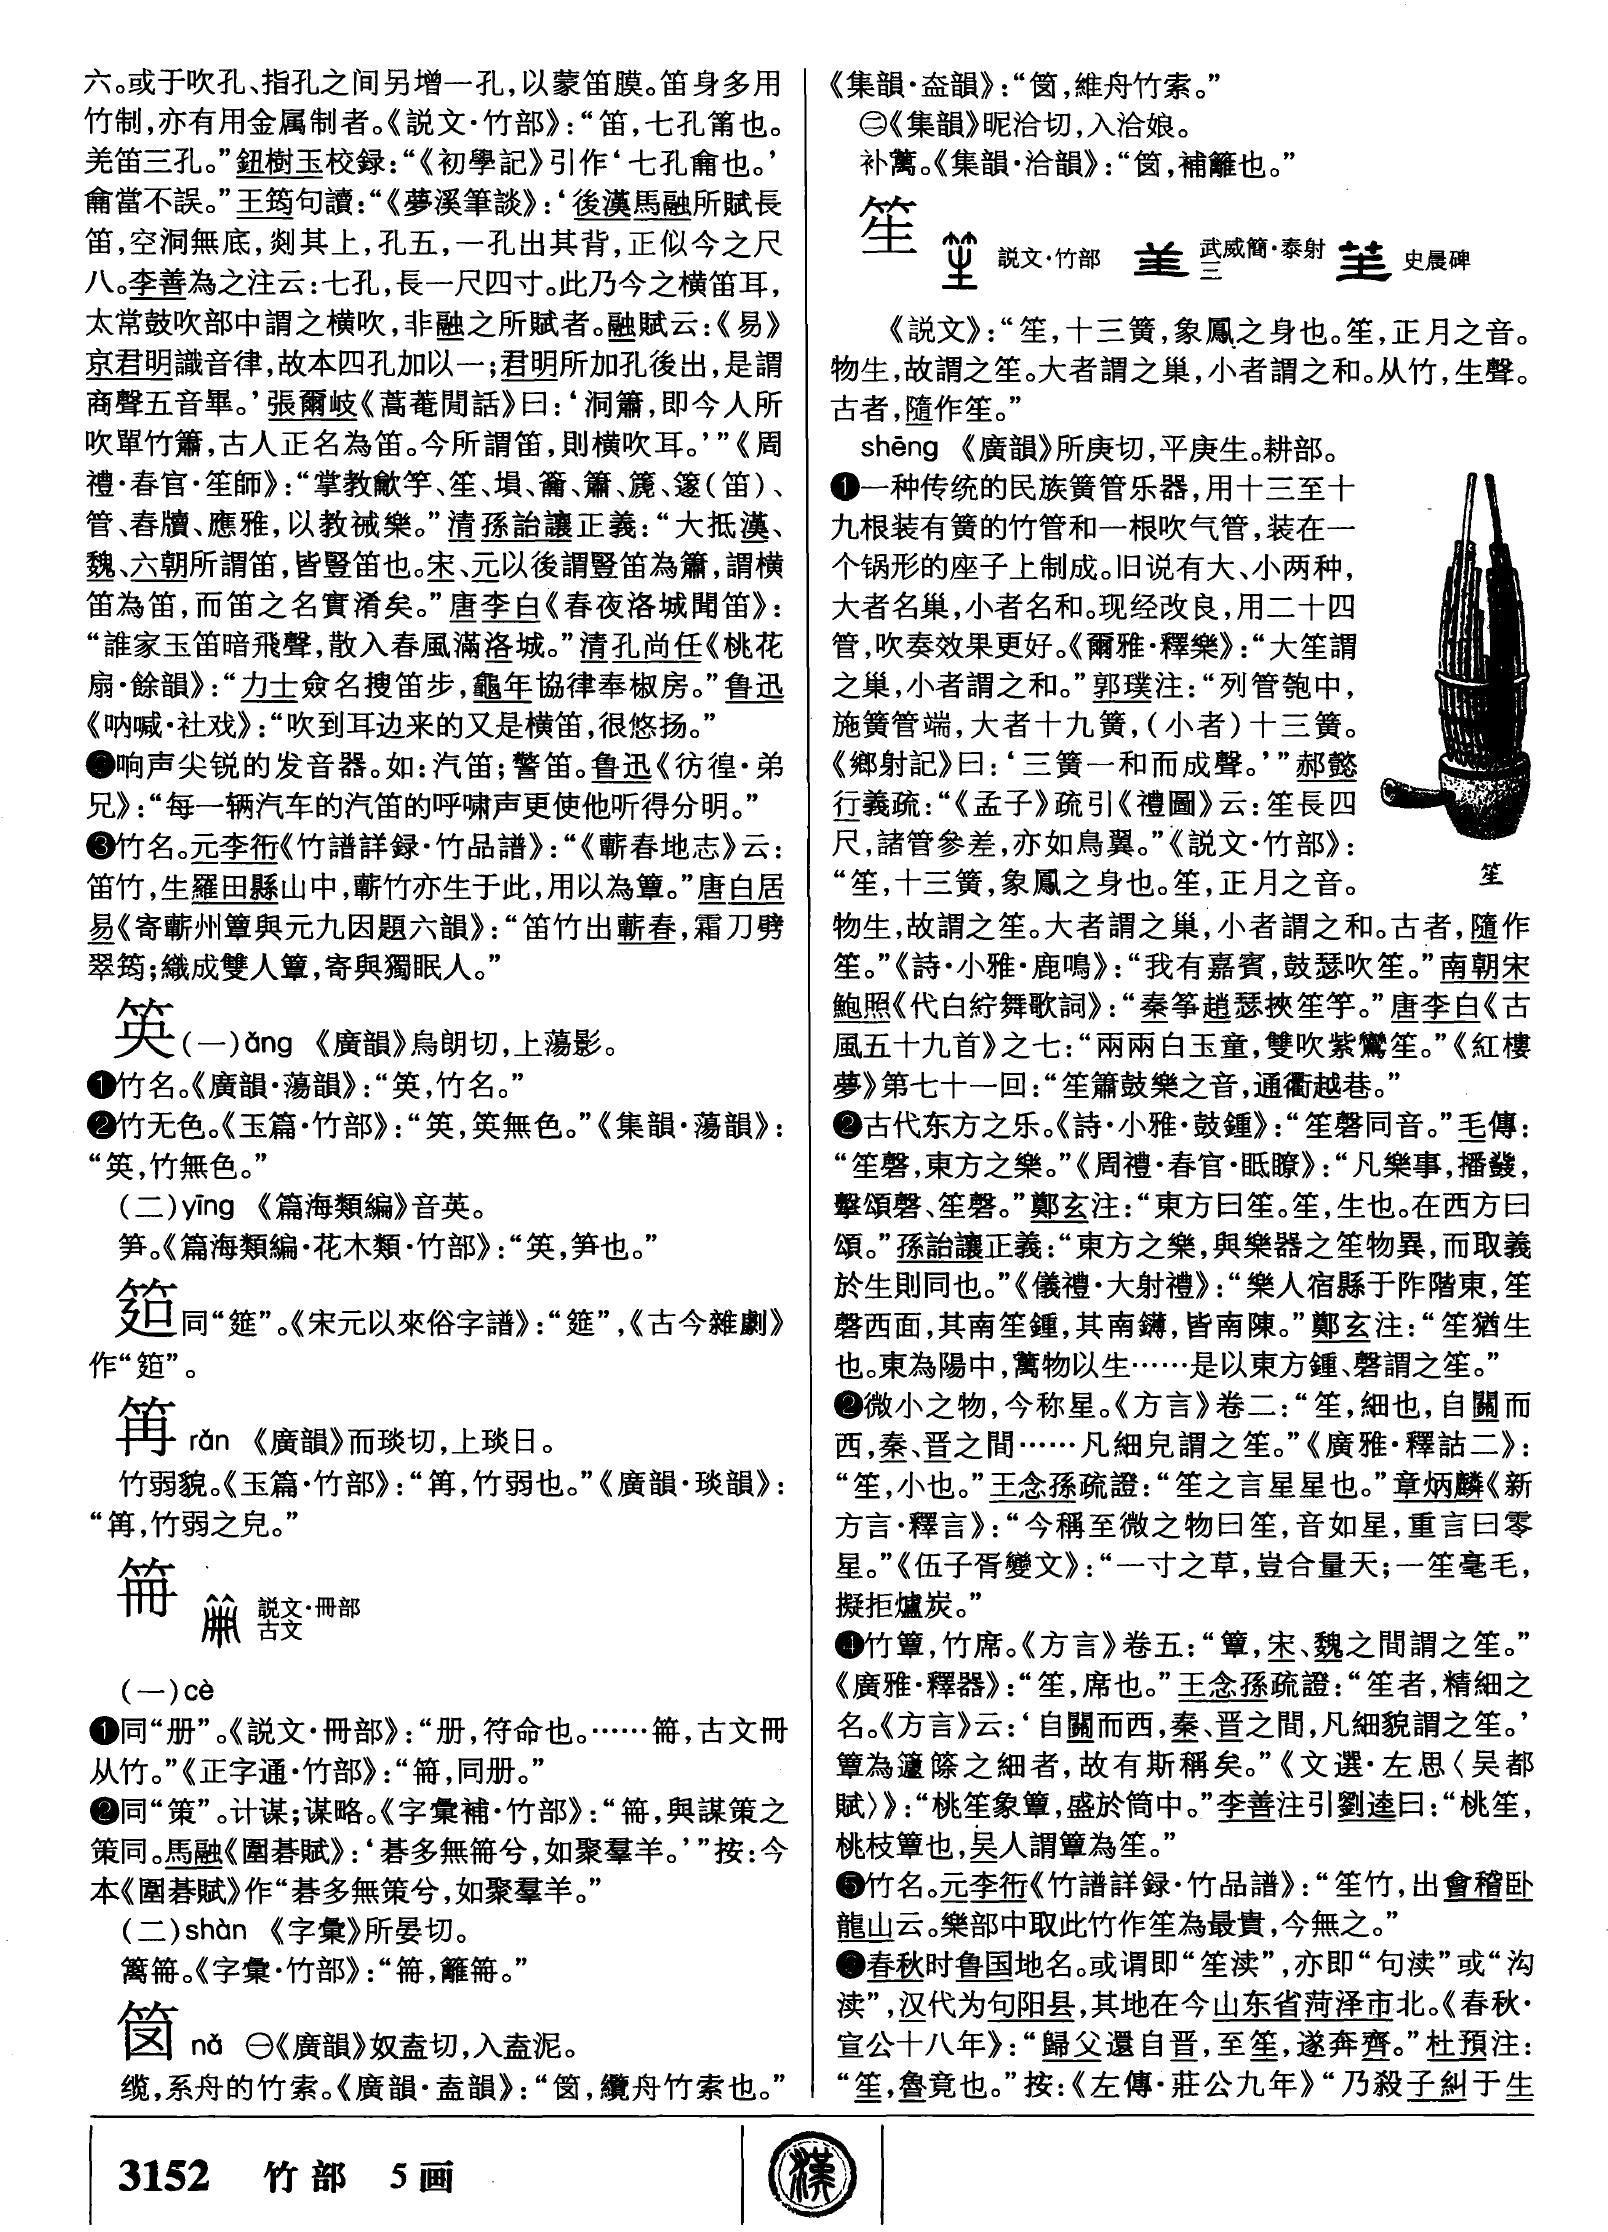 六。或于吹孔、指孔之间另增一孔，以蒙笛膜。笛身多用
竹制，亦有用金属制者。《説文·竹部》：“笛，七孔筩也。
羌笛三孔。”鈕樹玉校録：“《初學記》引作‘七孔龠也。’
龠當不誤。”王筠句讀：“《夢溪筆談》：‘後漢馬融所賦長
笛，空洞無底，剡其上，孔五，一孔出其背，正似今之尺
八。李善為之注云：七孔，長一尺四寸。此乃今之横笛耳，
太常鼓吹部中謂之横吹，非融之所賦者。融賦云：《易》
京君明識音律，故本四孔加以一；君明所加孔後出，是謂
商聲五音畢。’張爾岐《蒿菴閒話》曰：‘洞簫，即今人所
吹單竹簫，古人正名為笛。今所謂笛，則横吹耳。’”《周
禮·春官·笙師》：“掌教龡竽、笙、塤、籥、簫、篪、篴（笛）、
管、舂牘、應雅，以教祴樂。”清孫詒讓正義：“大抵漢、
魏、六朝所謂笛，皆豎笛也。宋、元以後謂豎笛為簫，謂横
笛為笛，而笛之名實淆矣。”唐李白《春夜洛城聞笛》：
“誰家玉笛暗飛聲，散入春風滿洛城。”清孔尚任《桃花
扇·餘韻》：“力士僉名搜笛步，龜年協律奉椒房。”鲁迅
《呐喊·社戏》：“吹到耳边来的又是横笛，很悠扬。”
❷响声尖锐的发音器。如：汽笛；警笛。鲁迅《彷徨·弟
兄》：“每一辆汽车的汽笛的呼啸声更使他听得分明。”
❸竹名。元李衎《竹譜詳録·竹品譜》：“《蘄春地志》云：
笛竹，生羅田縣山中，蘄竹亦生于此，用以為簟。”唐白居
易《寄蘄州簟與元九因題六韻》：“笛竹出蘄春，霜刀劈
翠筠；織成雙人簟，寄與獨眠人。”
䇦(一)ǎng 《廣韻》烏朗切，上蕩影。
❶竹名。《廣韻·蕩韻》：“䇦，竹名。”
❷竹无色。《玉篇·竹部》：“䇦，䇦無色。”《集韻·蕩韻》：
“䇦，竹無色。”
(二)yīng 《篇海類編》音英。
笋。《篇海類編·花木類·竹部》：“䇦，笋也。”
同“筵”。《宋元以來俗字譜》：“筵”，《古今雜劇》
䇯 rǎn 《廣韻》而琰切，上琰日。
竹弱貌。《玉篇·竹部》：“䇯，竹弱也。”《廣韻·琰韻》：
“䇯，竹弱之皃。”
笧 説文·冊部
古文
(一)cè
❶同“册”。《説文·冊部》：“册，符命也。……笧，古文冊
从竹。”《正字通·竹部》：“笧，同册。”
❷同“策”。计谋；谋略。《字彙補·竹部》：“笧，與謀策之
策同。馬融《圍碁賦》：‘碁多無笧兮，如聚羣羊。’”按：今
本《圍碁賦》作“碁多無策兮，如聚羣羊。”
(二)shàn 《字彙》所晏切。
篱笧。《字彙·竹部》：“笧，籬笧。”
笝 nà ㊀《廣韻》奴盍切，入盍泥。
缆，系舟的竹索。《廣韻·盍韻》：“笝，纜舟竹索也。”
《集韻·盇韻》：“笝，維舟竹索。”
㊁《集韻》昵洽切，入洽娘。
补篱。《集韻·洽韻》：“笝，補籬也。”
笙 説文·竹部 武威簡·泰射三 史晨碑
《説文》：“笙，十三簧，象鳳之身也。笙，正月之音。
物生，故謂之笙。大者謂之巢，小者謂之和。从竹，生聲。
古者，隨作笙。”
shēng 《廣韻》所庚切，平庚生。耕部。
❶一种传统的民族簧管乐器，用十三至十
九根装有簧的竹管和一根吹气管，装在一
个锅形的座子上制成。旧说有大、小两种，
大者名巢，小者名和。现经改良，用二十四
管，吹奏效果更好。《爾雅·釋樂》：“大笙謂
之巢，小者謂之和。”郭璞注：“列管匏中，
施簧管端，大者十九簧，（小者）十三簧。
《鄉射記》曰：‘三簧一和而成聲。’”郝懿
行義疏：“《孟子》疏引《禮圖》云：笙長四
尺，諸管參差，亦如鳥翼。”《説文·竹部》：
“笙，十三簧，象鳳之身也。笙，正月之音。
笙
物生，故謂之笙。大者謂之巢，小者謂之和。古者，隨作
笙。”《詩·小雅·鹿鳴》：“我有嘉賓，鼓瑟吹笙。”南朝宋
鮑照《代白紵舞歌詞》：“秦筝趙瑟挾笙竽。”唐李白《古
風五十九首》之七：“兩兩白玉童，雙吹紫鸞笙。”《紅樓
夢》第七十一回：“笙簫鼓樂之音，通衢越巷。”
❷古代东方之乐。《詩·小雅·鼓鍾》：“笙磬同音。”毛傳：
“笙磬，東方之樂。”《周禮·春官·眂瞭》：“凡樂事，播鼗，
擊頌磬、笙磬。”鄭玄注：“東方曰笙。笙，生也。在西方曰
頌。”孫詒讓正義：“東方之樂，與樂器之笙物異，而取義
於生則同也。”《儀禮·大射禮》：“樂人宿縣于阼階東，笙
磬西面，其南笙鍾，其南鑮，皆南陳。”鄭玄注：“笙猶生
也。東為陽中，萬物以生……是以東方鍾、磬謂之笙。”
❷微小之物，今称星。《方言》卷二：“笙，細也，自關而
西，秦、晋之間……凡細皃謂之笙。”《廣雅·釋詁二》：
“笙，小也。”王念孫疏證：“笙之言星星也。”章炳麟《新
方言·釋言》：“今稱至微之物曰笙，音如星，重言曰零
星。”《伍子胥變文》：“一寸之草，豈合量天；一笙毫毛，
擬拒爐炭。”
❹竹簟，竹席。《方言》卷五：“簟，宋、魏之間謂之笙。”
《廣雅·釋器》：“笙，席也。”王念孫疏證：“笙者，精細之
名。《方言》云：‘自關而西，秦、晋之間，凡細貌謂之笙。’
簟為籧篨之細者，故有斯稱矣。”《文選·左思〈吴都
賦〉》：“桃笙象簟，盛於筒中。”李善注引劉逵曰：“桃笙，
桃枝簟也，吴人謂簟為笙。”
❺竹名。元李衎《竹譜詳録·竹品譜》：“笙竹，出會稽卧
龍山云。樂部中取此竹作笙為最貴，今無之。”
❻春秋时鲁国地名。或谓即“笙渎”，亦即“句渎”或“沟
渎”，汉代为句阳县，其地在今山东省菏泽市北。《春秋·
宣公十八年》：“歸父還自晋，至笙，遂奔齊。”杜預注：
“笙，魯竟也。”按：《左傳·莊公九年》“乃殺子糾于生
3152 竹部 5画
漢